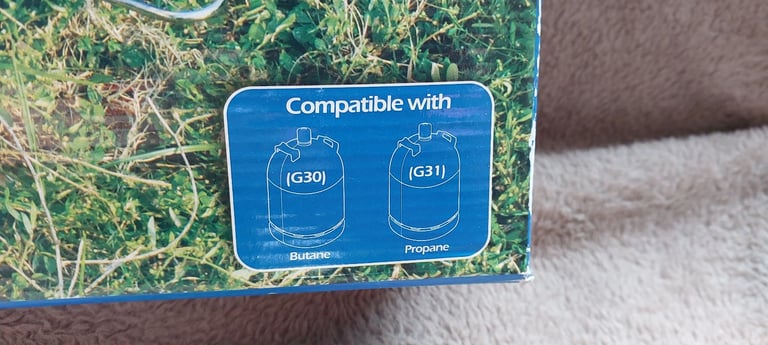 Compatible with
(G30)
(G31)
Butane
Propane